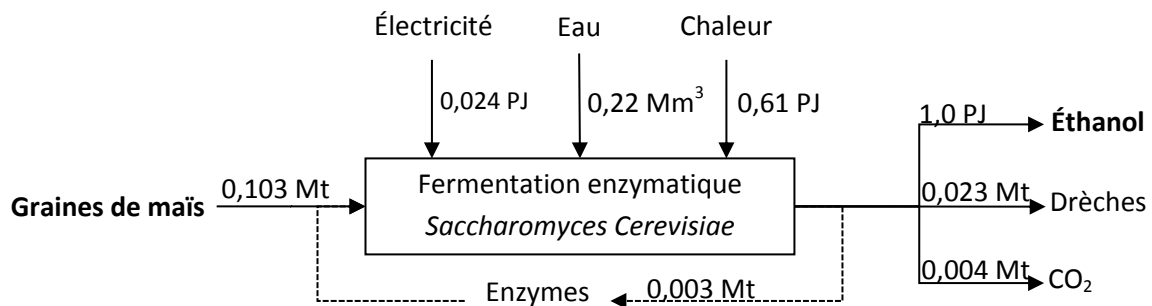 Électricité Eau Chaleur
0,024 PJ 0,22 Mm³ 0,61 PJ
1,0 PJ Éthanol
Graines de maïs 0,103 Mt Fermentation enzymatique 0,023 Mt Drèches
Saccharomyces Cerevisiae
0,004 Mt CO₂
Enzymes 0,003 Mt